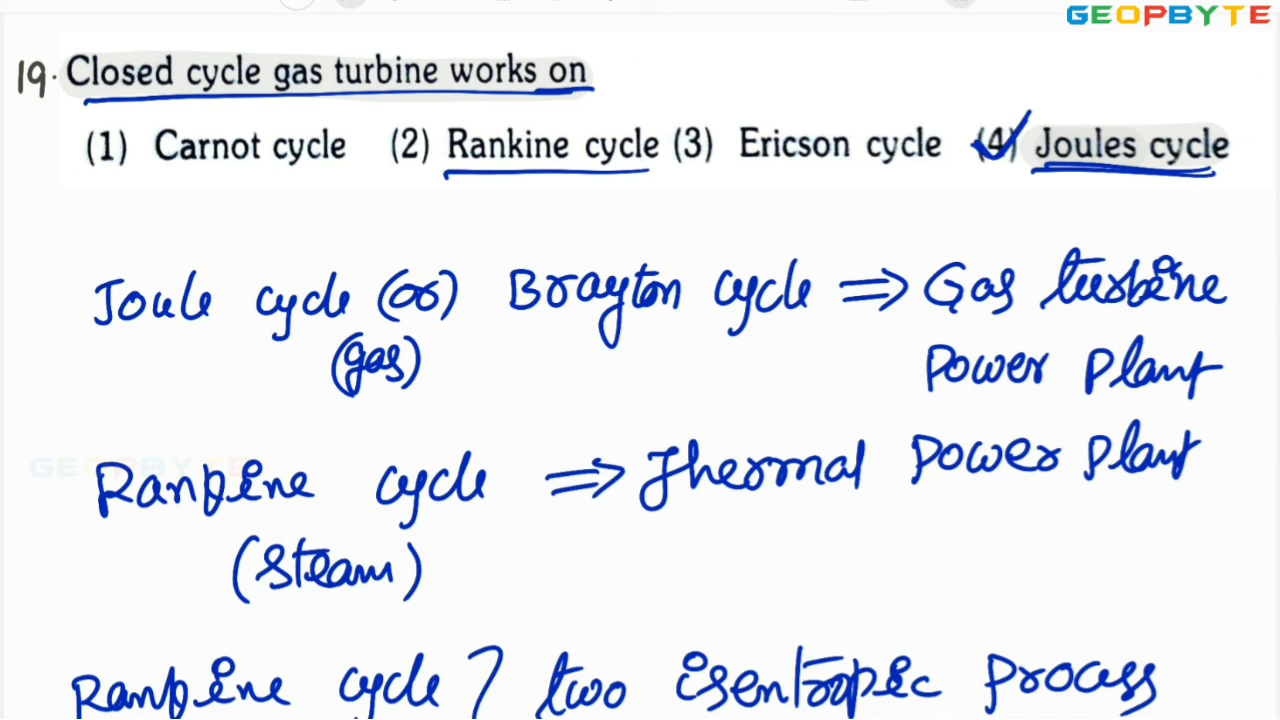 GEOPBYTE
19. Closed cycle gas turbine works on
(1) Carnot cycle (2) Rankine cycle (3) Ericson cycle (4) Joules cycle
Joule cycle (or) Brayton cycle ⇒ Gas turbine
(gas) Power Plant
Rankine cycle ⇒ Thermal Power Plant
GEOPBYTE
(Steam)
Rankine cycle } two isentropic process